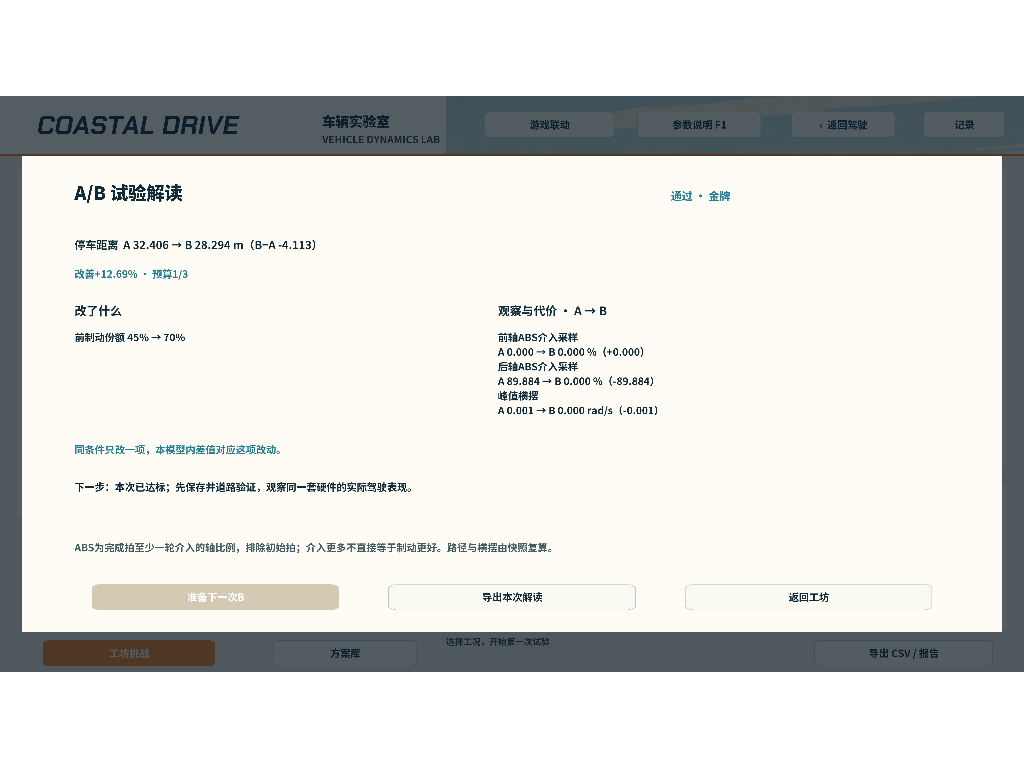 COASTAL DRIVE
车辆实验室
VEHICLE DYNAMICS LAB
游戏联动
参数说明 F1
‹ 返回驾驶
记录
A/B 试验解读
通过 · 金牌
停车距离 A 32.406 → B 28.294 m（B−A -4.113）
改善+12.69% · 预算1/3
改了什么
前制动份额 45% → 70%
观察与代价 · A → B
前轴ABS介入采样
A 0.000 → B 0.000 %（+0.000）
后轴ABS介入采样
A 89.884 → B 0.000 %（-89.884）
峰值横摆
A 0.001 → B 0.000 rad/s（-0.001）
同条件只改一项，本模型内差值对应这项改动。
下一步：本次已达标；先保存并道路验证，观察同一套硬件的实际驾驶表现。
ABS为完成拍至少一轮介入的轴比例，排除初始拍；介入更多不直接等于制动更好。路径与横摆由快照复算。
准备下一次B
导出本次解读
返回工坊
选择工况，开始第一次试验
工坊挑战
方案库
导出 CSV / 报告